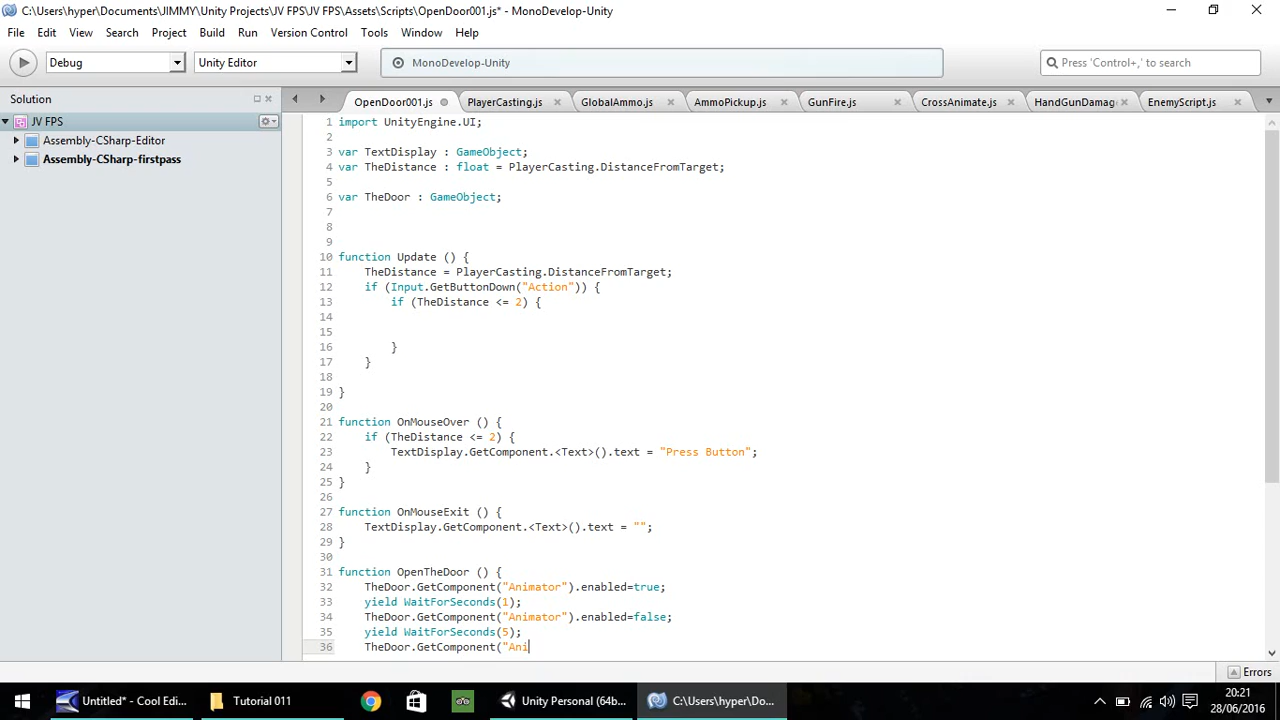 C:\Users\hyper\Documents\JIMMY\Unity Projects\JV FPS\JV FPS\Assets\Scripts\OpenDoor001.js* - MonoDevelop-Unity
File Edit View Search Project Build Run Version Control Tools Window Help
Debug Unity Editor MonoDevelop-Unity Press 'Control+,' to search
Solution OpenDoor001.js PlayerCasting.js GlobalAmmo.js AmmoPickup.js GunFire.js CrossAnimate.js HandGunDamag EnemyScript.js
JV FPS
Assembly-CSharp-Editor
Assembly-CSharp-firstpass
1 import UnityEngine.UI;
2
3 var TextDisplay : GameObject;
4 var TheDistance : float = PlayerCasting.DistanceFromTarget;
5
6 var TheDoor : GameObject;
7
8
9
10 function Update () {
11 TheDistance = PlayerCasting.DistanceFromTarget;
12 if (Input.GetButtonDown("Action")) {
13 if (TheDistance <= 2) {
14
15
16 }
17 }
18
19 }
20
21 function OnMouseOver () {
22 if (TheDistance <= 2) {
23 TextDisplay.GetComponent.<Text>().text = "Press Button";
24 }
25 }
26
27 function OnMouseExit () {
28 TextDisplay.GetComponent.<Text>().text = "";
29 }
30
31 function OpenTheDoor () {
32 TheDoor.GetComponent("Animator").enabled=true;
33 yield WaitForSeconds(1);
34 TheDoor.GetComponent("Animator").enabled=false;
35 yield WaitForSeconds(5);
36 TheDoor.GetComponent("Ani
Errors
Untitled* - Cool Edi... Tutorial 011 Unity Personal (64b... C:\Users\hyper\Do... 20:21
28/06/2016